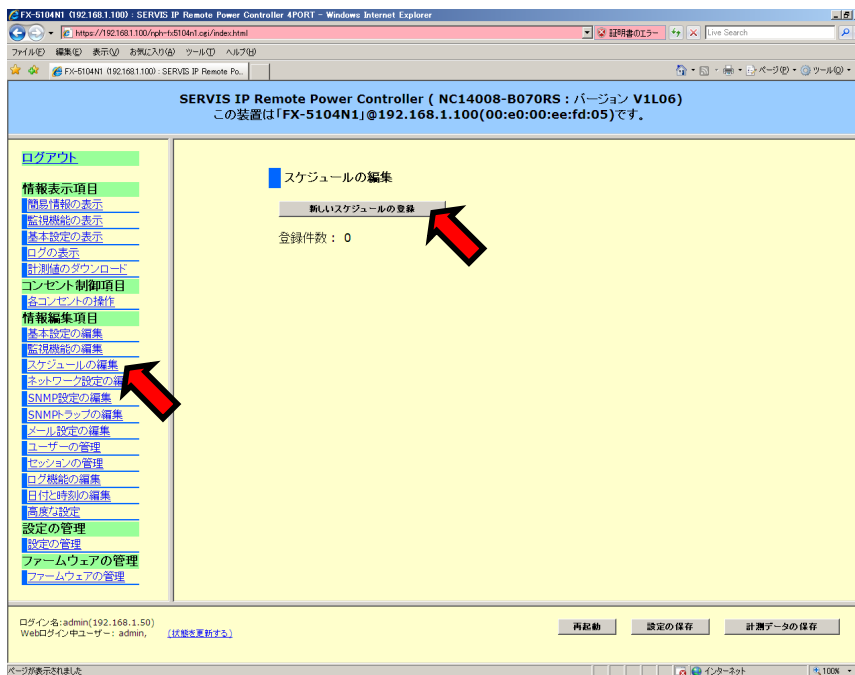 FX-5104N1 (192.168.1.100) : SERVIS IP Remote Power Controller 4PORT - Windows Internet Explorer
https://192.168.1.100/nph-fx5104n1.cgi/index.html
証明書のエラー
Live Search
ファイル(F) 編集(E) 表示(V) お気に入り(A) ツール(T) ヘルプ(H)
FX-5104N1 (192.168.1.100) : SERVIS IP Remote Po...
ページ(P) ツール(O)
SERVIS IP Remote Power Controller ( NC14008-B070RS : バージョン V1L06)
この装置は「FX-5104N1」@192.168.1.100(00:e0:00:ee:fd:05)です。
ログアウト
情報表示項目
簡易情報の表示
監視機能の表示
基本設定の表示
ログの表示
計測値のダウンロード
コンセント制御項目
各コンセントの操作
情報編集項目
基本設定の編集
監視機能の編集
スケジュールの編集
ネットワーク設定の編
SNMP設定の編集
SNMPトラップの編集
メール設定の編集
ユーザーの管理
セッションの管理
ログ機能の編集
日付と時刻の編集
高度な設定
設定の管理
設定の管理
ファームウェアの管理
ファームウェアの管理
スケジュールの編集
新しいスケジュールの登録
登録件数： 0
ログイン名:admin(192.168.1.50)
Webログイン中ユーザー: admin, (状態を更新する)
再起動 設定の保存 計測データの保存
ページが表示されました
インターネット
100%